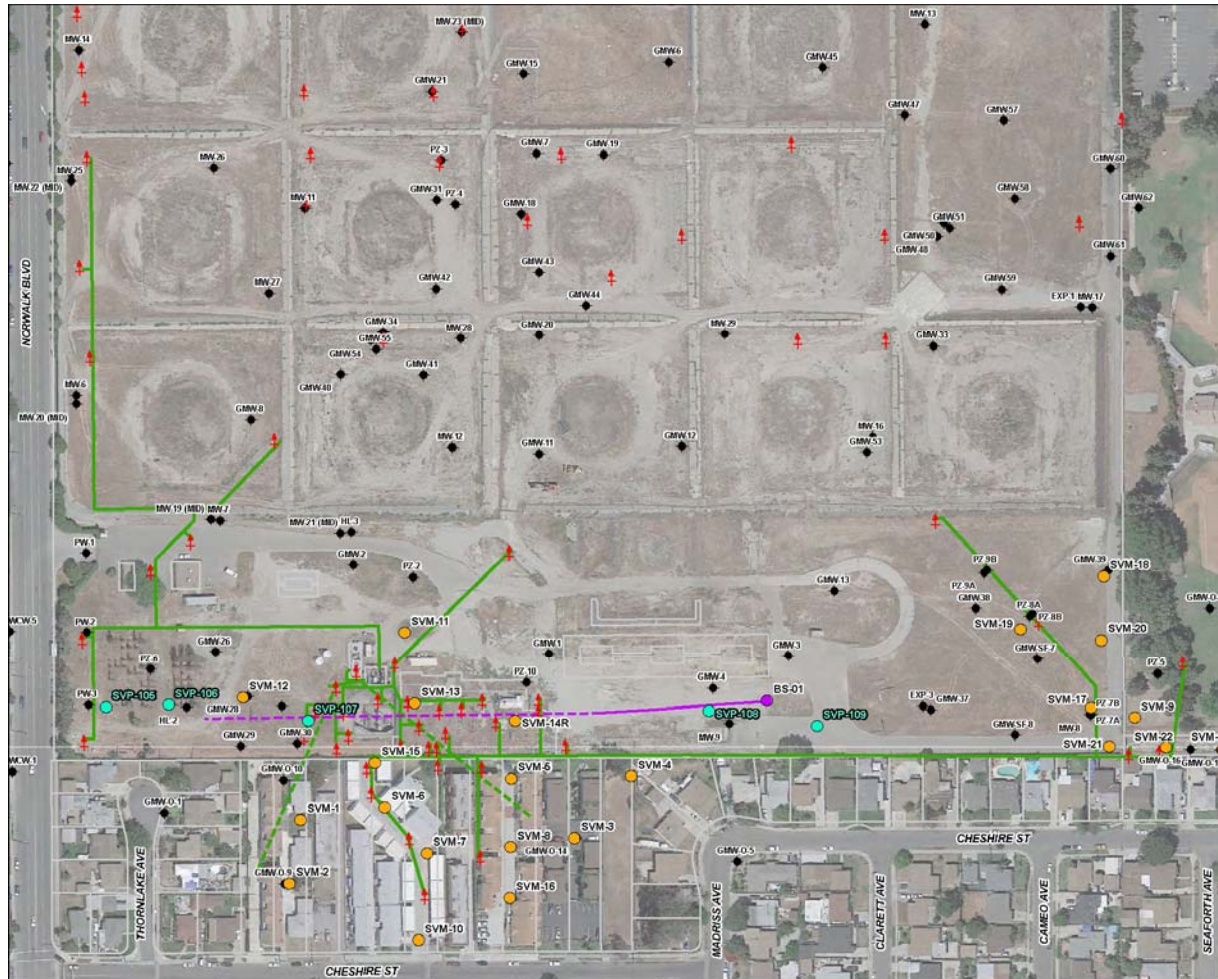 MW-23 (MID)
MW-13
MW-14
GMW-6
GMW-45
GMW-15
GMW-21
GMW-47
GMW-57
GMW-7
GMW-19
PZ-3
MW-26
MW-25
GMW-60
MW-22 (MID)
GMW-31
PZ-4
GMW-58
MW-11
GMW-18
GMW-62
GMW-51
GMW-50
GMW-48
GMW-61
NORWALK BLVD
GMW-43
MW-27
GMW-42
GMW-59
GMW-44
EXP-1
MW-17
GMW-34
MW-28
GMW-20
MW-29
GMW-55
GMW-33
GMW-54
GMW-41
GMW-40
MW-6
MW-20 (MID)
GMW-8
MW-12
GMW-12
MW-16
GMW-53
GMW-11
MW-19 (MID)
MW-7
MW-21 (MID)
HL-3
PW-1
GMW-2
PZ-2
PZ-9B
GMW-39
SVM-18
GMW-13
PZ-9A
GMW-38
PZ-8A
PZ-8B
WCW-5
PW-2
SVM-11
SVM-19
SVM-20
GMW-26
GMW-1
GMW-3
GMW-SF-7
PZ-6
PZ-10
GMW-4
PZ-5
PW-3
SVP-105
SVP-106
SVM-12
SVM-13
BS-01
EXP-3
GMW-37
SVM-17
PZ-7B
SVM-9
HL-2
GMW-28
SVP-107
SVM-14R
SVP-108
SVP-109
MW-9
MW-8
PZ-7A
GMW-29
GMW-30
GMW-SF-8
SVM-21
SVM-22
SVM-15
GMW-O-16
WCW-1
GMW-O-10
SVM-5
SVM-4
GMW-O-1
SVM-1
SVM-6
SVM-8
SVM-3
CHESHIRE ST
SVM-7
GMW-O-14
GMW-O-5
GMW-O-9
SVM-2
SVM-16
THORNLAKE AVE
MADRISS AVE
CLARETT AVE
CAMEO AVE
SEAFORTH AVE
SVM-10
CHESHIRE ST